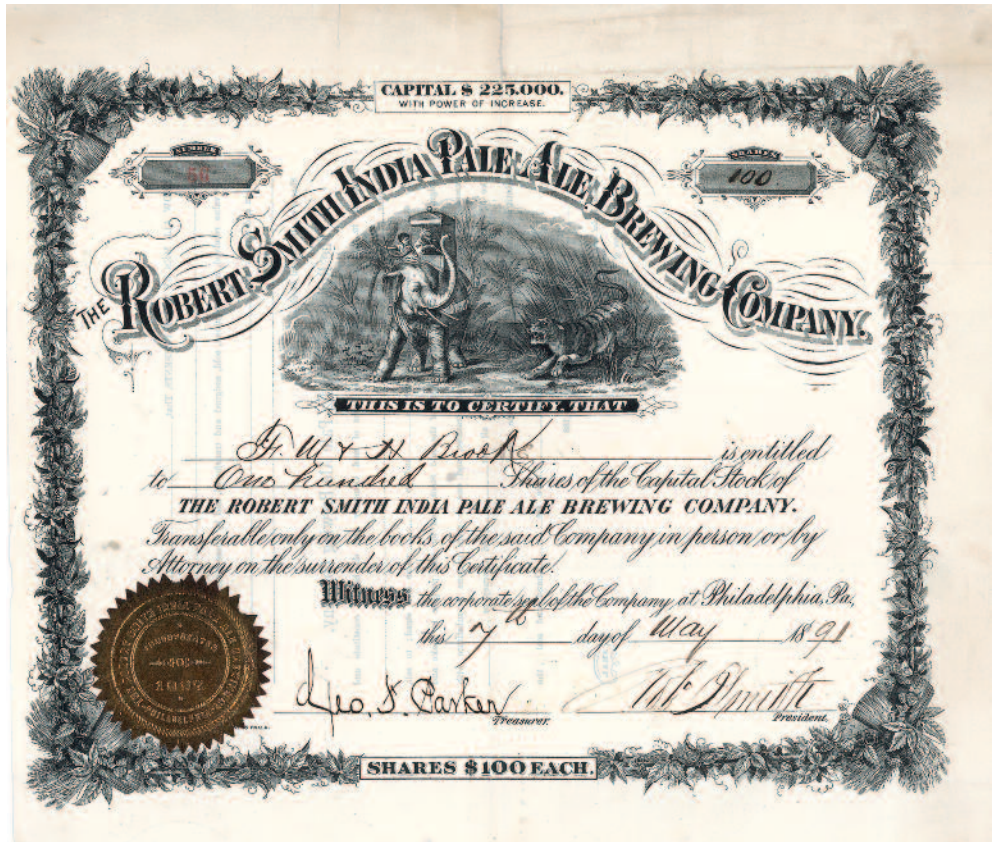 CAPITAL $ 225.000.
WITH POWER OF INCREASE.
NUMBER
SHARES
100.
THE ROBERT SMITH INDIA PALE ALE BREWING COMPANY.
THIS IS TO CERTIFY, THAT
F. W & H Brook is entitled
to One hundred Shares of the Capital Stock of
THE ROBERT SMITH INDIA PALE ALE BREWING COMPANY.
Transferable only on the books, of the said Company in person, or by
Attorney on the surrender of this Certificate.
Witness the corporate seal of the Company, at Philadelphia, Pa,
this 7th day of May 1891
Geo. F. Parker
Treasurer.
President.
SHARES $100 EACH.